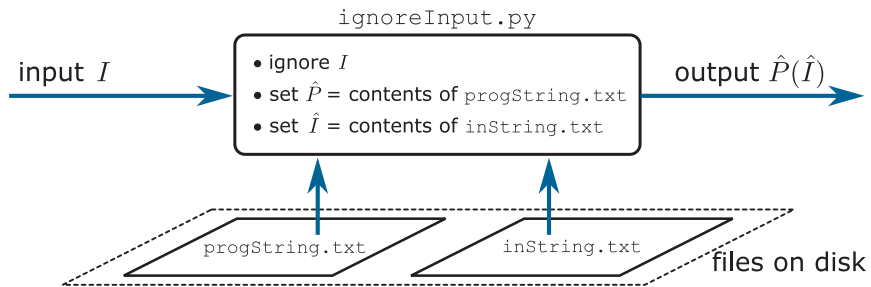 ignoreInput.py
input I
• ignore I
• set P̂ = contents of progString.txt
• set Î = contents of inString.txt
output P̂(Î)
progString.txt
inString.txt
files on disk